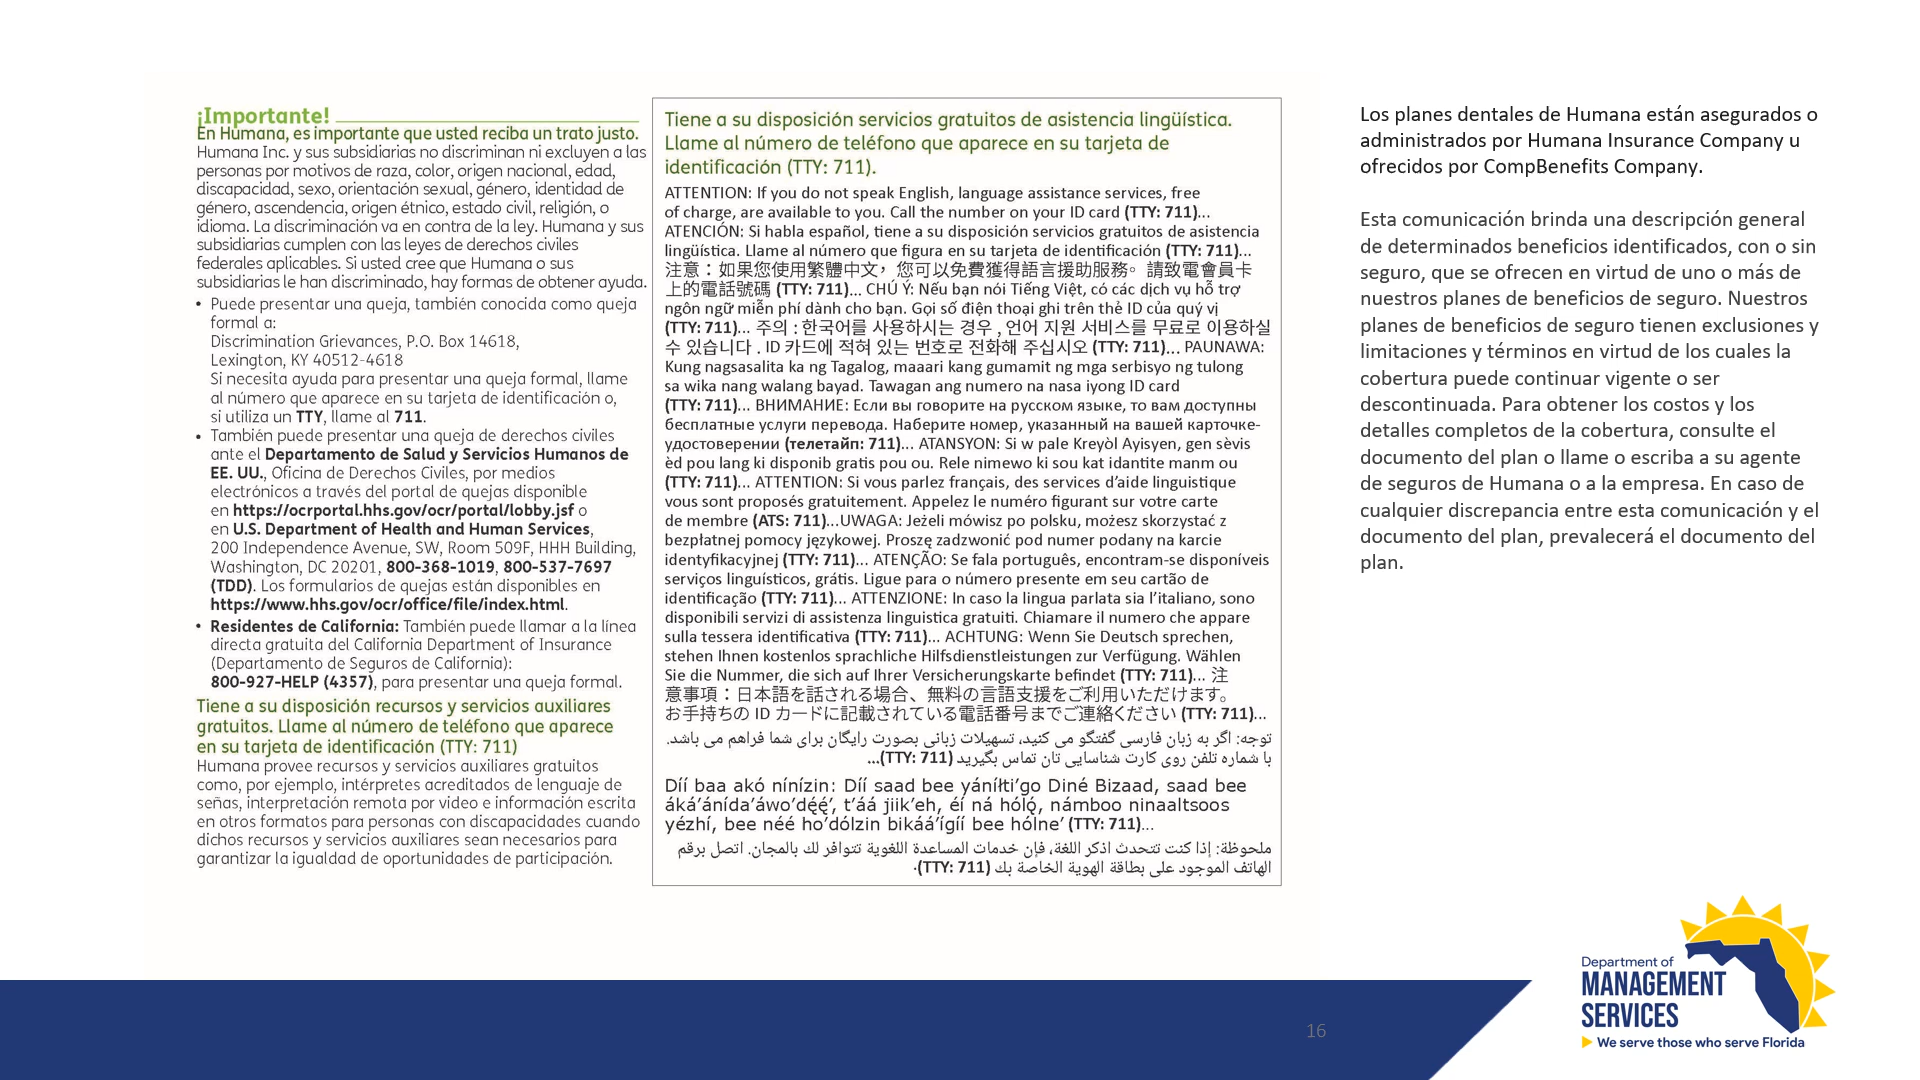 ¡Importante!
En Humana, es importante que usted reciba un trato justo.
Humana Inc. y sus subsidiarias no discriminan ni excluyen a las
personas por motivos de raza, color, origen nacional, edad,
discapacidad, sexo, orientación sexual, género, identidad de
género, ascendencia, origen étnico, estado civil, religión, o
idioma. La discriminación va en contra de la ley. Humana y sus
subsidiarias cumplen con las leyes de derechos civiles
federales aplicables. Si usted cree que Humana o sus
subsidiarias le han discriminado, hay formas de obtener ayuda.
• Puede presentar una queja, también conocida como queja
formal a:
Discrimination Grievances, P.O. Box 14618,
Lexington, KY 40512-4618
Si necesita ayuda para presentar una queja formal, llame
al número que aparece en su tarjeta de identificación o,
si utiliza un TTY, llame al 711.
• También puede presentar una queja de derechos civiles
ante el Departamento de Salud y Servicios Humanos de
EE. UU., Oficina de Derechos Civiles, por medios
electrónicos a través del portal de quejas disponible
en https://ocrportal.hhs.gov/ocr/portal/lobby.jsf o
en U.S. Department of Health and Human Services,
200 Independence Avenue, SW, Room 509F, HHH Building,
Washington, DC 20201, 800-368-1019, 800-537-7697
(TDD). Los formularios de quejas están disponibles en
https://www.hhs.gov/ocr/office/file/index.html.
• Residentes de California: También puede llamar a la línea
directa gratuita del California Department of Insurance
(Departamento de Seguros de California):
800-927-HELP (4357), para presentar una queja formal.
Tiene a su disposición recursos y servicios auxiliares
gratuitos. Llame al número de teléfono que aparece
en su tarjeta de identificación (TTY: 711)
Humana provee recursos y servicios auxiliares gratuitos
como, por ejemplo, intérpretes acreditados de lenguaje de
señas, interpretación remota por video e información escrita
en otros formatos para personas con discapacidades cuando
dichos recursos y servicios auxiliares sean necesarios para
garantizar la igualdad de oportunidades de participación.
Tiene a su disposición servicios gratuitos de asistencia lingüística.
Llame al número de teléfono que aparece en su tarjeta de
identificación (TTY: 711).
ATTENTION: If you do not speak English, language assistance services, free
of charge, are available to you. Call the number on your ID card (TTY: 711)...
ATENCIÓN: Si habla español, tiene a su disposición servicios gratuitos de asistencia
lingüística. Llame al número que figura en su tarjeta de identificación (TTY: 711)...
注意：如果您使用繁體中文，您可以免費獲得語言援助服務。請致電會員卡
上的電話號碼 (TTY: 711)... CHÚ Ý: Nếu bạn nói Tiếng Việt, có các dịch vụ hỗ trợ
ngôn ngữ miễn phí dành cho bạn. Gọi số điện thoại ghi trên thẻ ID của quý vị
(TTY: 711)... 주의 : 한국어를 사용하시는 경우 , 언어 지원 서비스를 무료로 이용하실
수 있습니다 . ID 카드에 적혀 있는 번호로 전화해 주십시오 (TTY: 711)... PAUNAWA:
Kung nagsasalita ka ng Tagalog, maaari kang gumamit ng mga serbisyo ng tulong
sa wika nang walang bayad. Tawagan ang numero na nasa iyong ID card
(TTY: 711)... ВНИМАНИЕ: Если вы говорите на русском языке, то вам доступны
бесплатные услуги перевода. Наберите номер, указанный на вашей карточке-
удостоверении (телетайп: 711)... ATANSYON: Si w pale Kreyòl Ayisyen, gen sèvis
èd pou lang ki disponib gratis pou ou. Rele nimewo ki sou kat idantite manm ou
(TTY: 711)... ATTENTION: Si vous parlez français, des services d’aide linguistique
vous sont proposés gratuitement. Appelez le numéro figurant sur votre carte
de membre (ATS: 711)...UWAGA: Jeżeli mówisz po polsku, możesz skorzystać z
bezpłatnej pomocy językowej. Proszę zadzwonić pod numer podany na karcie
identyfikacyjnej (TTY: 711)... ATENÇÃO: Se fala português, encontram-se disponíveis
serviços linguísticos, grátis. Ligue para o número presente em seu cartão de
identificação (TTY: 711)... ATTENZIONE: In caso la lingua parlata sia l’italiano, sono
disponibili servizi di assistenza linguistica gratuiti. Chiamare il numero che appare
sulla tessera identificativa (TTY: 711)... ACHTUNG: Wenn Sie Deutsch sprechen,
stehen Ihnen kostenlos sprachliche Hilfsdienstleistungen zur Verfügung. Wählen
Sie die Nummer, die sich auf Ihrer Versicherungskarte befindet (TTY: 711)... 注
意事項：日本語を話される場合、無料の言語支援をご利用いただけます。
お手持ちの ID カードに記載されている電話番号までご連絡ください (TTY: 711)...
توجه: اگر به زبان فارسی گفتگو می کنید، تسهیلات زبانی بصورت رایگان برای شما فراهم می باشد.
با شماره تلفن روی کارت شناسایی تان تماس بگیرید (TTY: 711)...
Díí baa akó nínízin: Díí saad bee yáníłti’go Diné Bizaad, saad bee
áká’ánída’áwo’dę́ę́’, t’áá jiik’eh, éí ná hólǫ́, námboo ninaaltsoos
yézhí, bee néé ho’dólzin bikáá’ígíí bee hólne’ (TTY: 711)...
ملحوظة: إذا كنت تتحدث اذكر اللغة، فإن خدمات المساعدة اللغوية تتوافر لك بالمجان. اتصل برقم
الهاتف الموجود على بطاقة الهوية الخاصة بك (TTY: 711).
Los planes dentales de Humana están asegurados o
administrados por Humana Insurance Company u
ofrecidos por CompBenefits Company.
Esta comunicación brinda una descripción general
de determinados beneficios identificados, con o sin
seguro, que se ofrecen en virtud de uno o más de
nuestros planes de beneficios de seguro. Nuestros
planes de beneficios de seguro tienen exclusiones y
limitaciones y términos en virtud de los cuales la
cobertura puede continuar vigente o ser
descontinuada. Para obtener los costos y los
detalles completos de la cobertura, consulte el
documento del plan o llame o escriba a su agente
de seguros de Humana o a la empresa. En caso de
cualquier discrepancia entre esta comunicación y el
documento del plan, prevalecerá el documento del
plan.
16
Department of
MANAGEMENT
SERVICES
We serve those who serve Florida